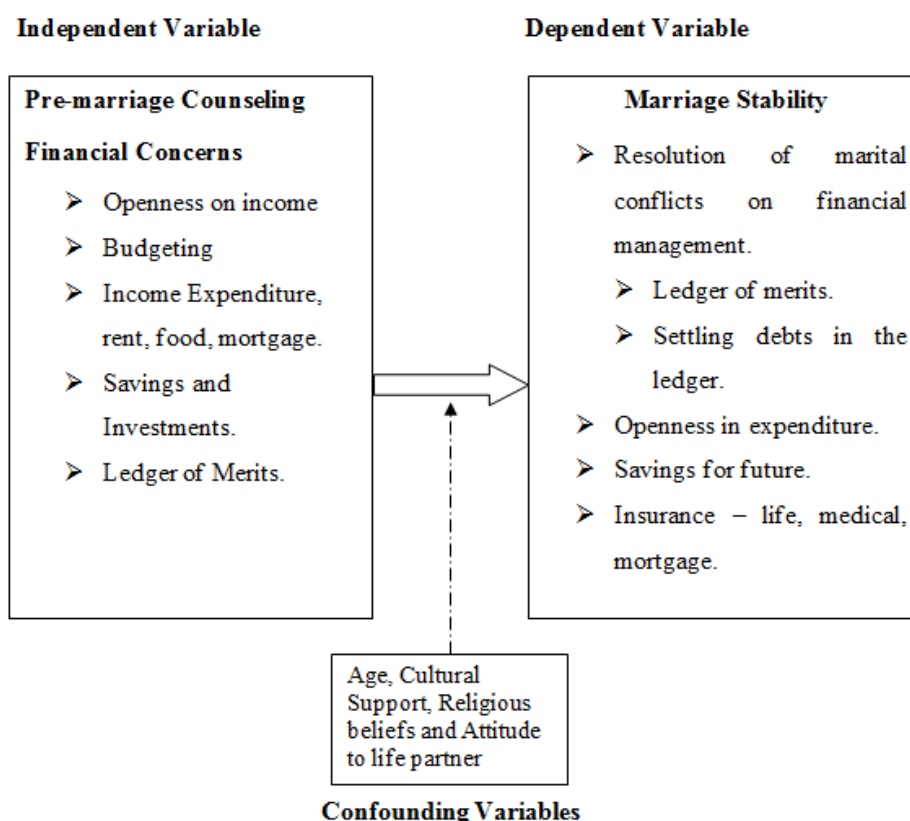 Independent Variable
Dependent Variable
Pre-marriage Counseling
Financial Concerns
➤ Openness on income
➤ Budgeting
➤ Income Expenditure,
rent, food, mortgage.
➤ Savings and
Investments.
➤ Ledger of Merits.
Marriage Stability
➤ Resolution of marital
conflicts on financial
management.
➤ Ledger of merits.
➤ Settling debts in the
ledger.
➤ Openness in expenditure.
➤ Savings for future.
➤ Insurance – life, medical,
mortgage.
Age, Cultural
Support, Religious
beliefs and Attitude
to life partner
Confounding Variables